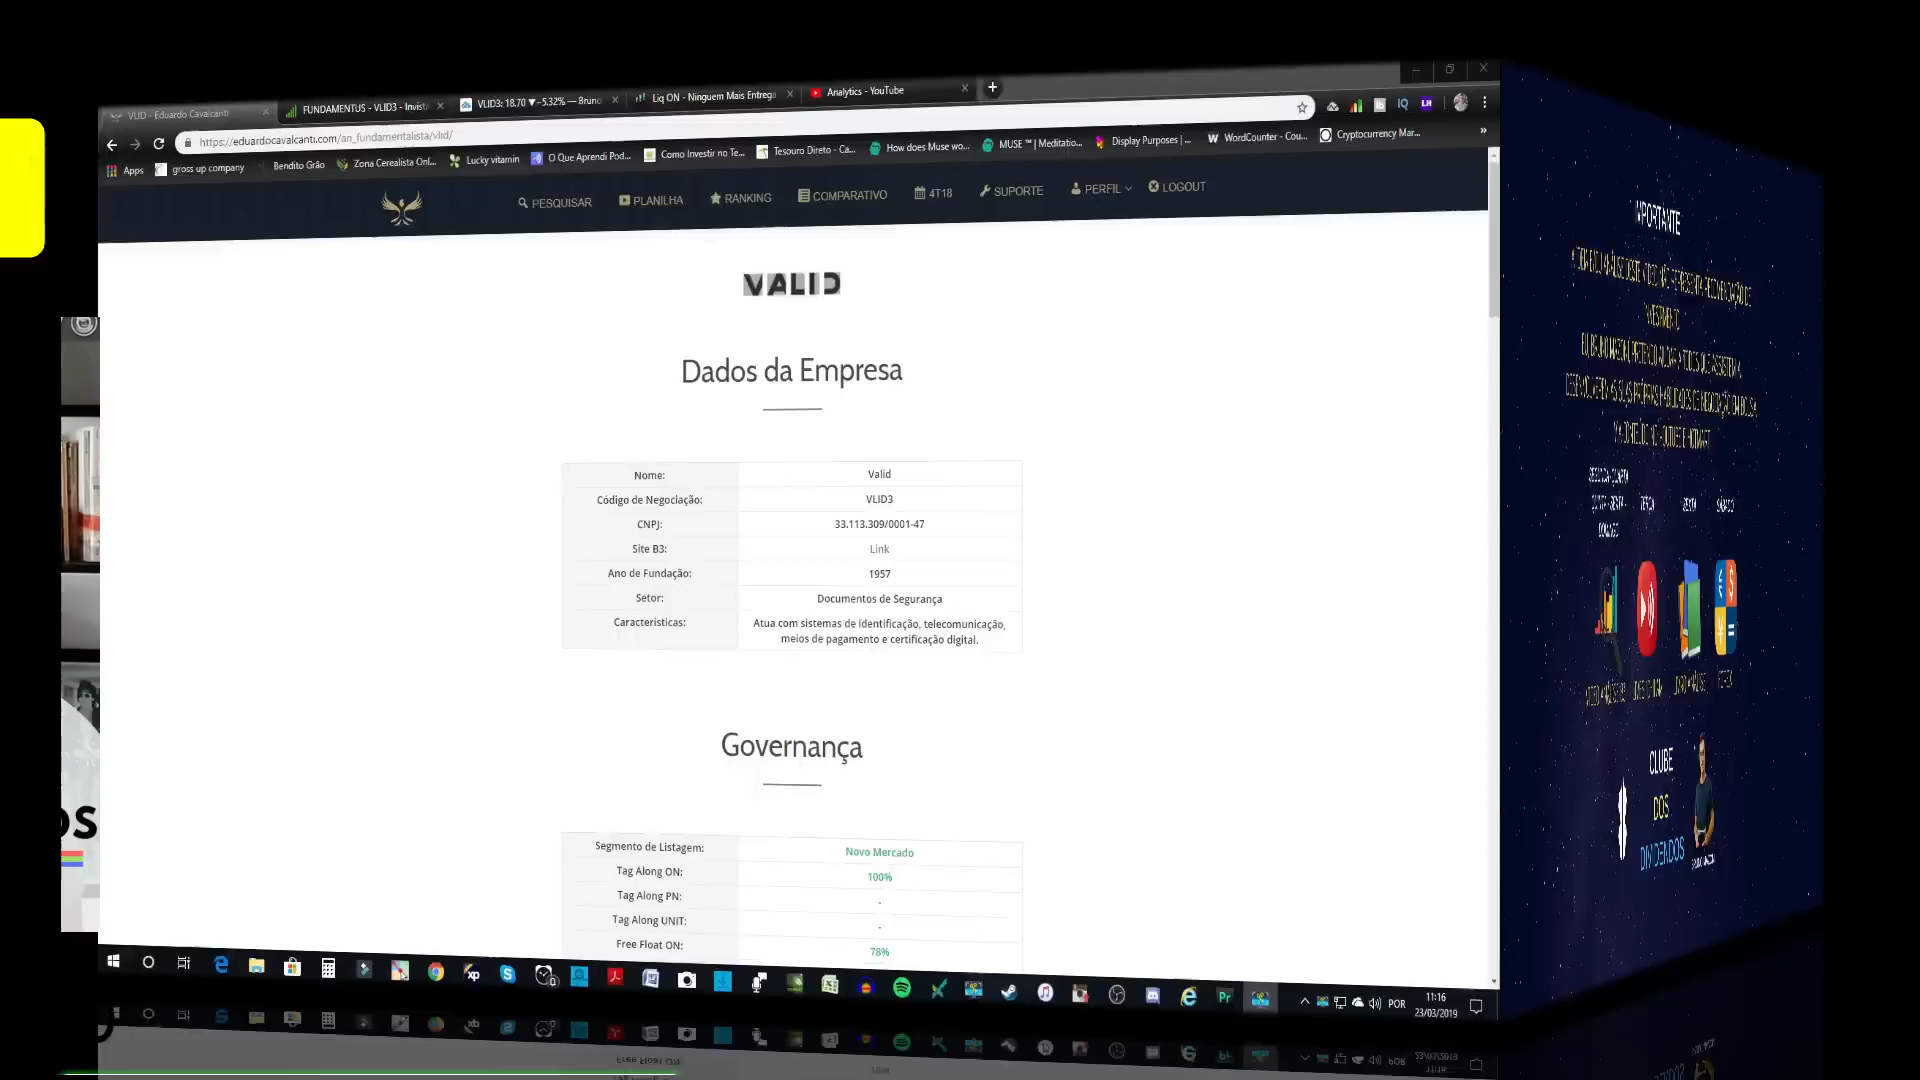 VLID - Eduardo Cavalcanti
FUNDAMENTUS - VLID3 - Invist
VLID3: 18.70 ▼-5.32% — Bruno
Liq ON - Ninguem Mais Entrega
Analytics - YouTube
https://eduardocavalcanti.com/an_fundamentalista/vlid/
Apps
gross up company
Bendito Grão
Zona Cerealista Onl...
Lucky vitamin
O Que Aprendi Pod...
Como Investir no Te...
Tesouro Direto - Ca...
How does Muse wo...
MUSE ™ | Meditatio...
Display Purposes | ...
WordCounter - Cou...
Cryptocurrency Mar...
»
PESQUISAR
PLANILHA
RANKING
COMPARATIVO
4T18
SUPORTE
PERFIL
LOGOUT
VALID
Dados da Empresa
Nome: Valid
Código de Negociação: VLID3
CNPJ: 33.113.309/0001-47
Site B3: Link
Ano de Fundação: 1957
Setor: Documentos de Segurança
Características: Atua com sistemas de identificação, telecomunicação,
meios de pagamento e certificação digital.
Governança
Segmento de Listagem: Novo Mercado
Tag Along ON: 100%
Tag Along PN: -
Tag Along UNIT: -
Free Float ON: 78%
POR
11:16
23/03/2019
os
CLUBE
DOS
DIVIDENDOS